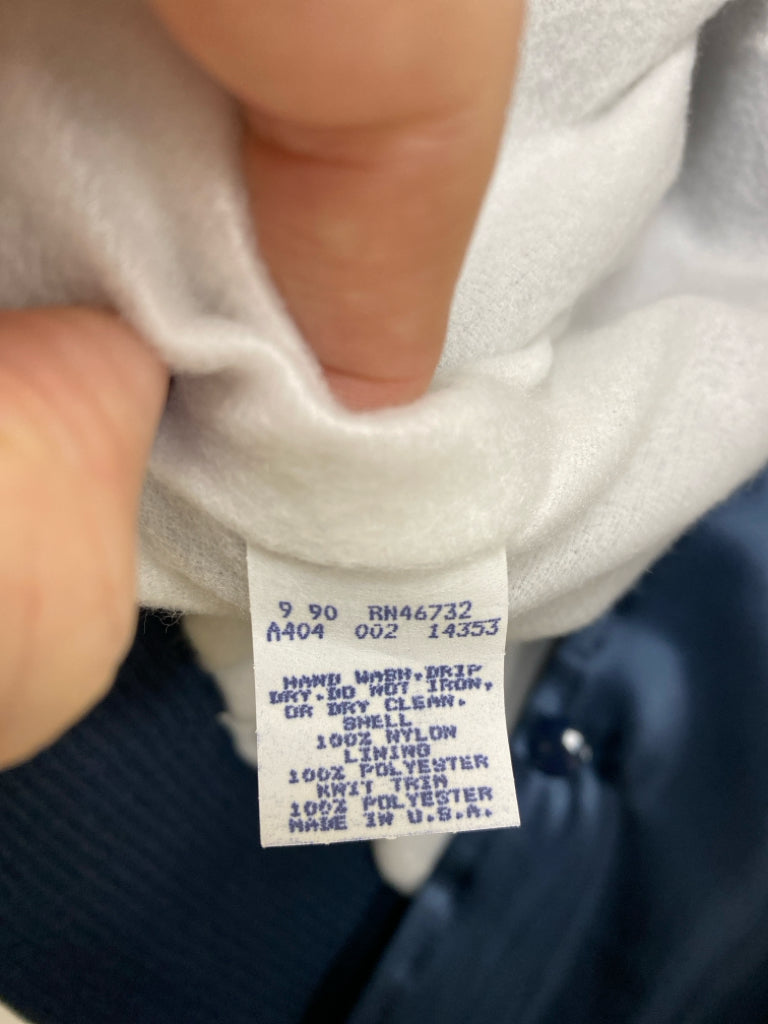 9 90 RN46732
A404 002 14353
HAND WASH,DRIP
DRY.DO NOT IRON,
OR DRY CLEAN.
SHELL
100% NYLON
LINING
100% POLYESTER
KNIT TRIM
100% POLYESTER
MADE IN U.S.A.